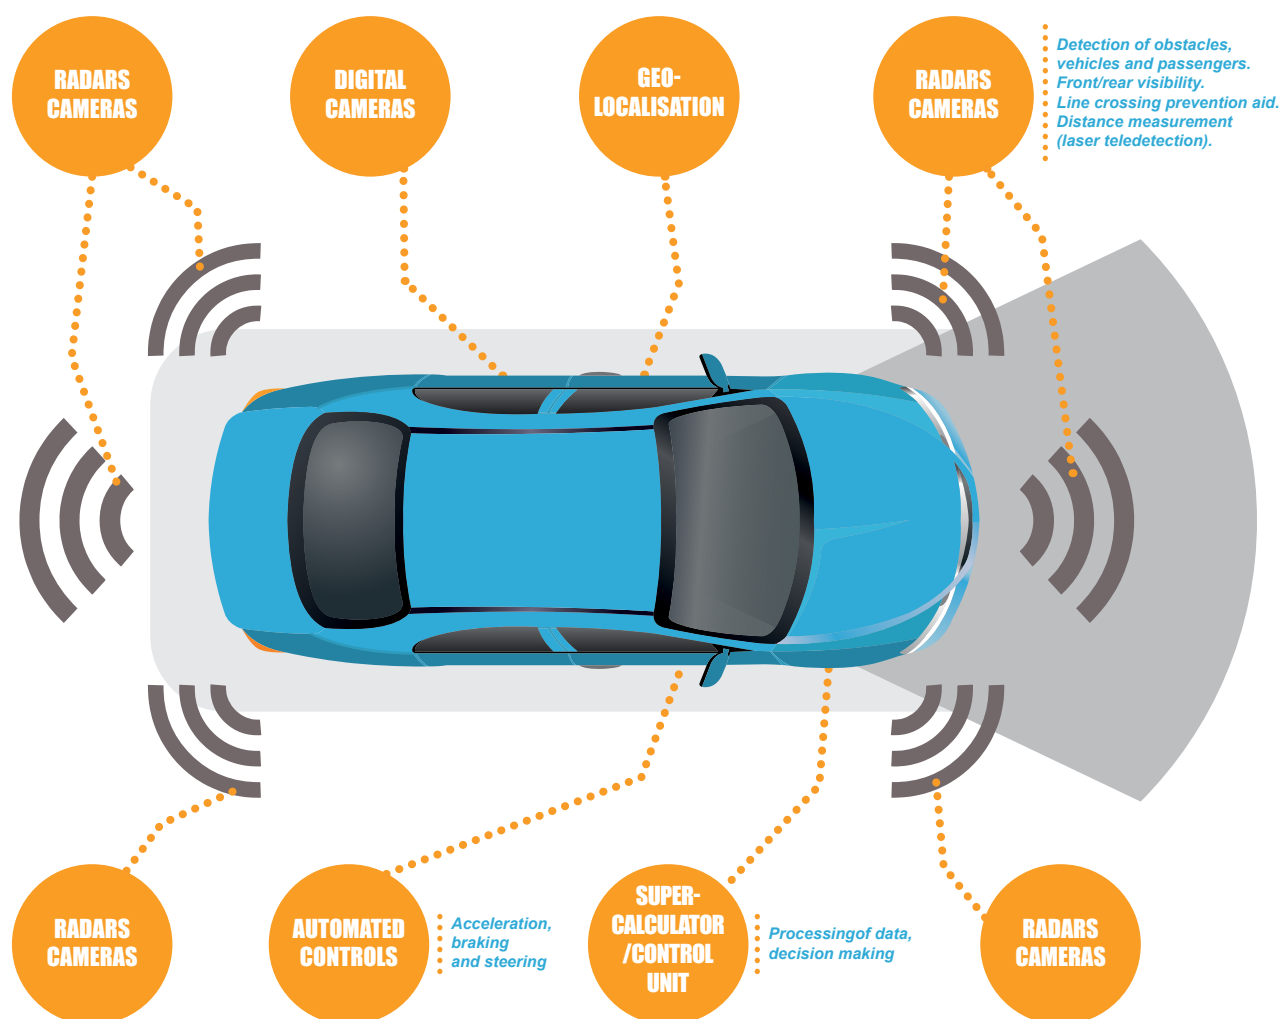 RADARS
CAMERAS
DIGITAL
CAMERAS
GEO-
LOCALISATION
RADARS
CAMERAS
Detection of obstacles,
vehicles and passengers.
Front/rear visibility.
Line crossing prevention aid.
Distance measurement
(laser teledetection).
RADARS
CAMERAS
AUTOMATED
CONTROLS
Acceleration,
braking
and steering
SUPER-
CALCULATOR
/CONTROL
UNIT
Processingof data,
decision making
RADARS
CAMERAS